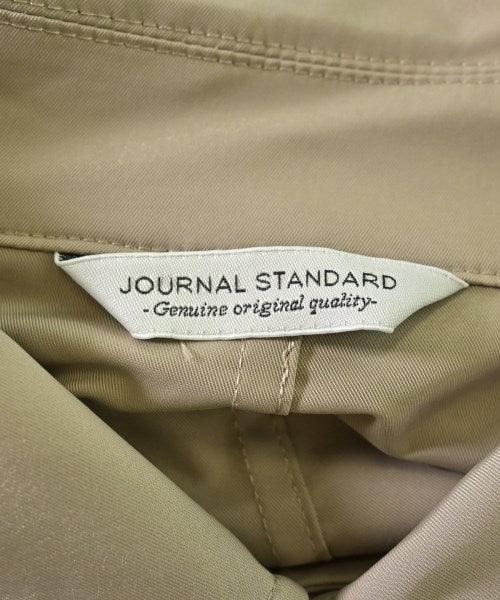 JOURNAL STANDARD
-Genuine original quality-